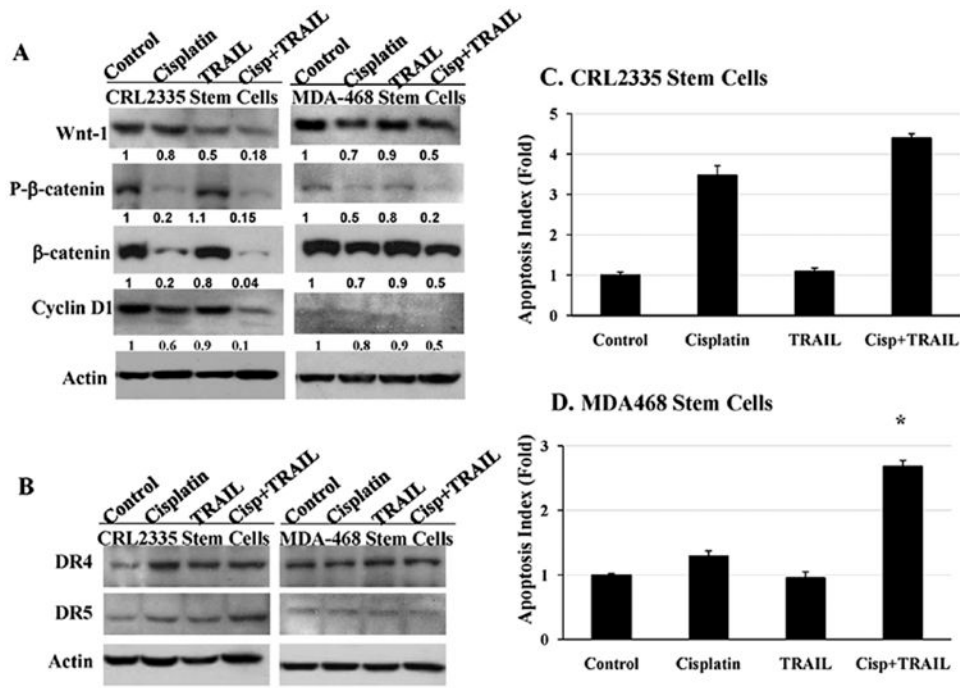 A
Control Cisplatin TRAIL Cisp+TRAIL
Control Cisplatin TRAIL Cisp+TRAIL
CRL2335 Stem Cells
MDA-468 Stem Cells
Wnt-1
1 0.8 0.5 0.18
1 0.7 0.9 0.5
P-β-catenin
1 0.2 1.1 0.15
1 0.5 0.8 0.2
β-catenin
1 0.2 0.8 0.04
1 0.7 0.9 0.5
Cyclin D1
1 0.6 0.9 0.1
1 0.8 0.9 0.5
Actin
B
Control Cisplatin TRAIL Cisp+TRAIL
Control Cisplatin TRAIL Cisp+TRAIL
CRL2335 Stem Cells
MDA-468 Stem Cells
DR4
DR5
Actin
C. CRL2335 Stem Cells
Apoptosis Index (Fold)
5
4
3
2
1
0
Control Cisplatin TRAIL Cisp+TRAIL
D. MDA468 Stem Cells
*
Apoptosis Index (Fold)
3
2
1
0
Control Cisplatin TRAIL Cisp+TRAIL